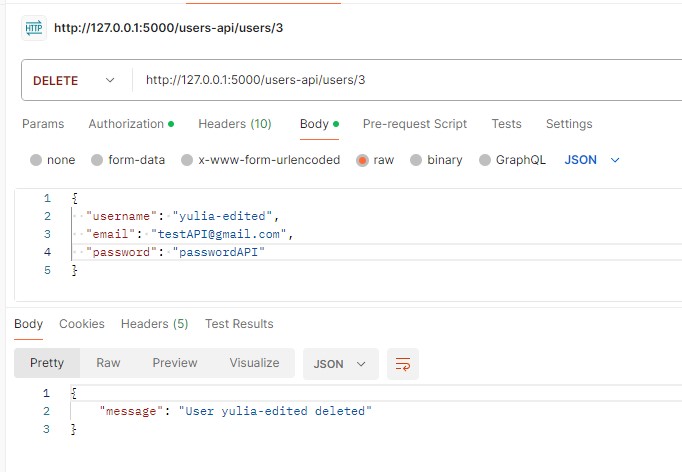 HTTP http://127.0.0.1:5000/users-api/users/3
DELETE http://127.0.0.1:5000/users-api/users/3
Params Authorization Headers (10) Body Pre-request Script Tests Settings
none form-data x-www-form-urlencoded raw binary GraphQL JSON
1 {
2 "username": "yulia-edited",
3 "email": "testAPI@gmail.com",
4 "password": "passwordAPI"
5 }
Body Cookies Headers (5) Test Results
Pretty Raw Preview Visualize JSON
1 {
2 "message": "User yulia-edited deleted"
3 }